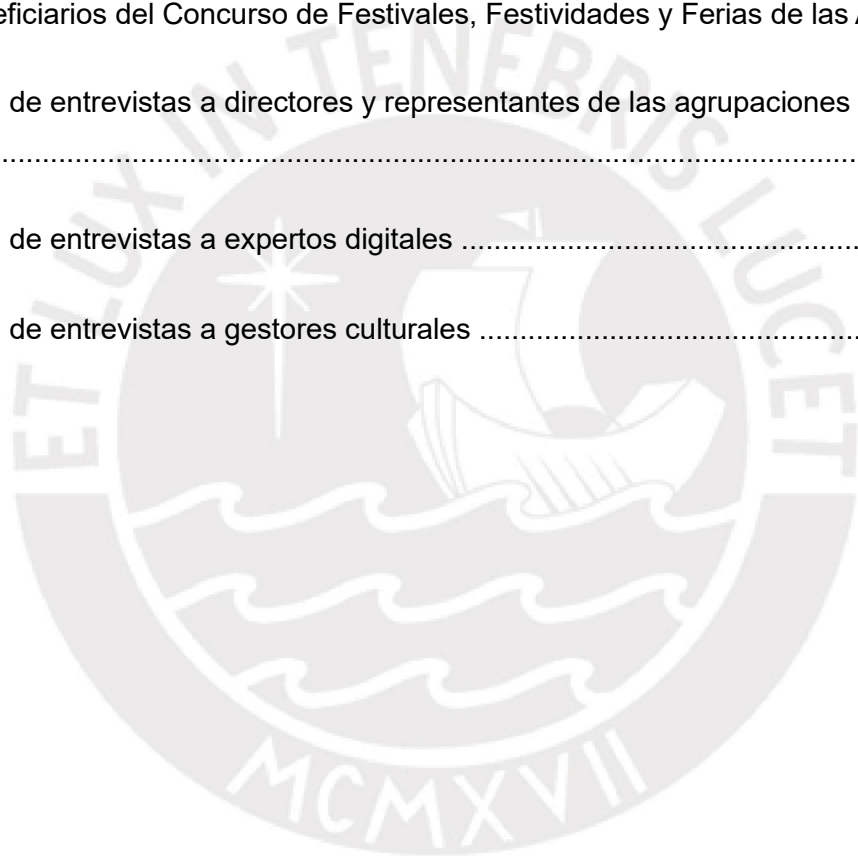 eficiarios del Concurso de Festivales, Festividades y Ferias de las A
de entrevistas a directores y representantes de las agrupaciones
....................................................................................................
de entrevistas a expertos digitales ..................................................
de entrevistas a gestores culturales ................................................
ET LUX IN TENEBRIS LUCET
MCMXVII